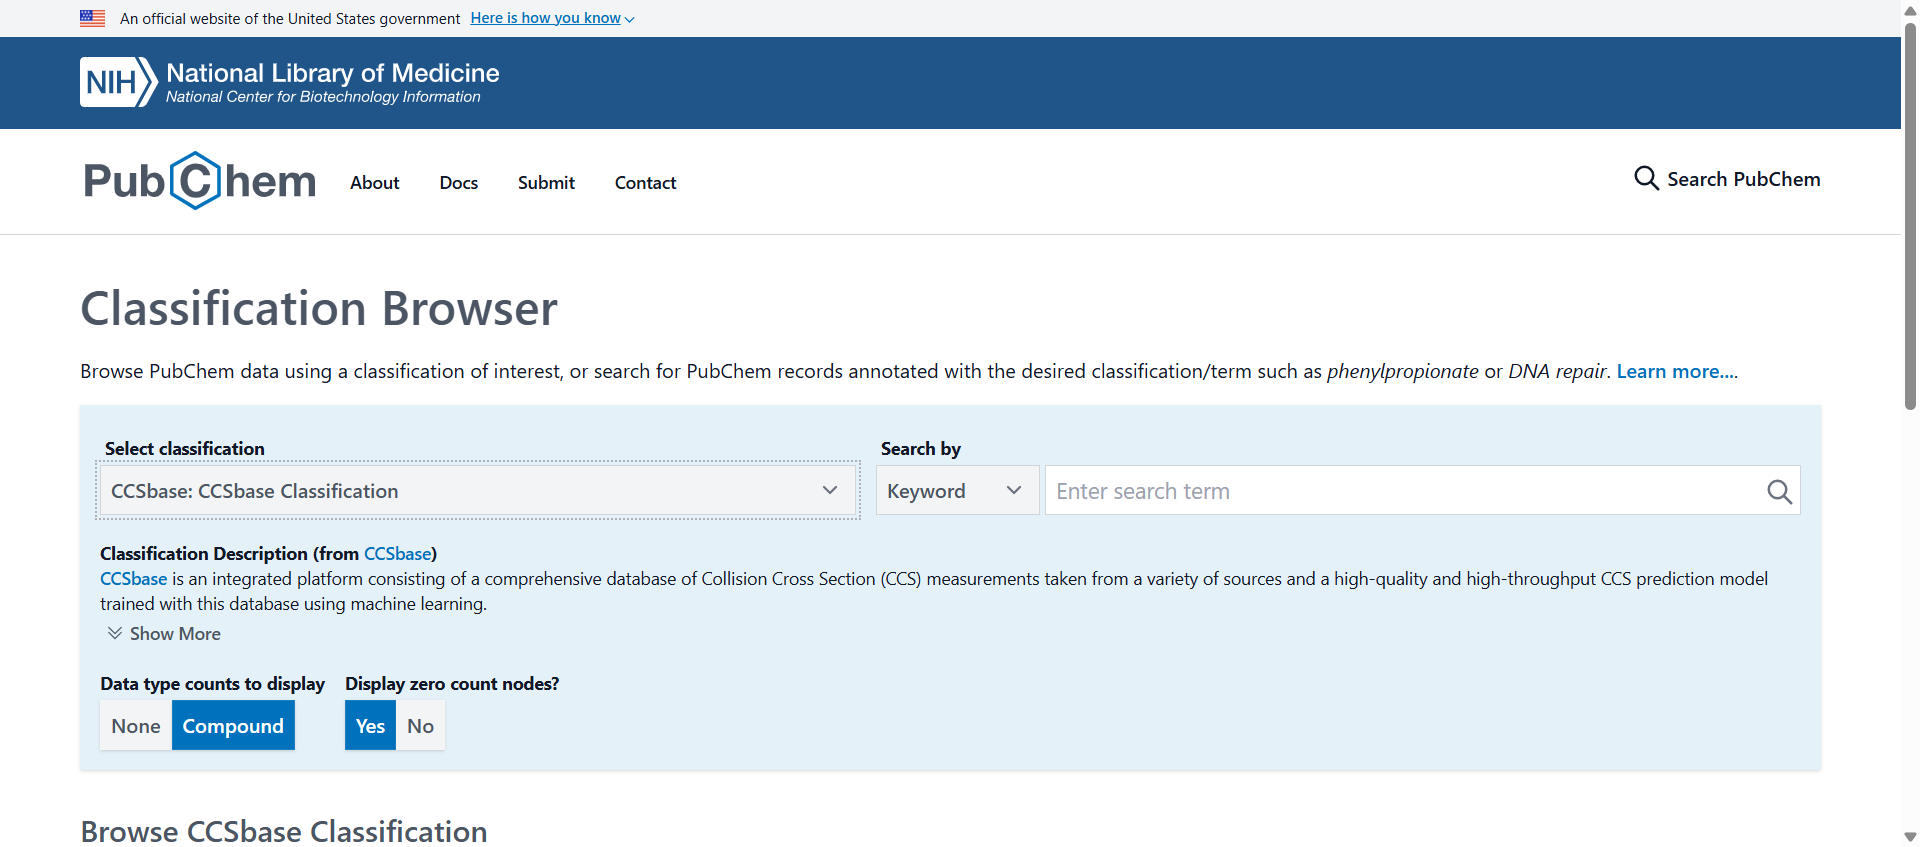 An official website of the United States government Here is how you know
NIH National Library of Medicine
National Center for Biotechnology Information
PubChem About Docs Submit Contact Search PubChem
Classification Browser
Browse PubChem data using a classification of interest, or search for PubChem records annotated with the desired classification/term such as phenylpropionate or DNA repair. Learn more....
Select classification Search by
CCSbase: CCSbase Classification Keyword Enter search term
Classification Description (from CCSbase)
CCSbase is an integrated platform consisting of a comprehensive database of Collision Cross Section (CCS) measurements taken from a variety of sources and a high-quality and high-throughput CCS prediction model
trained with this database using machine learning.
Show More
Data type counts to display Display zero count nodes?
None Compound Yes No
Browse CCSbase Classification